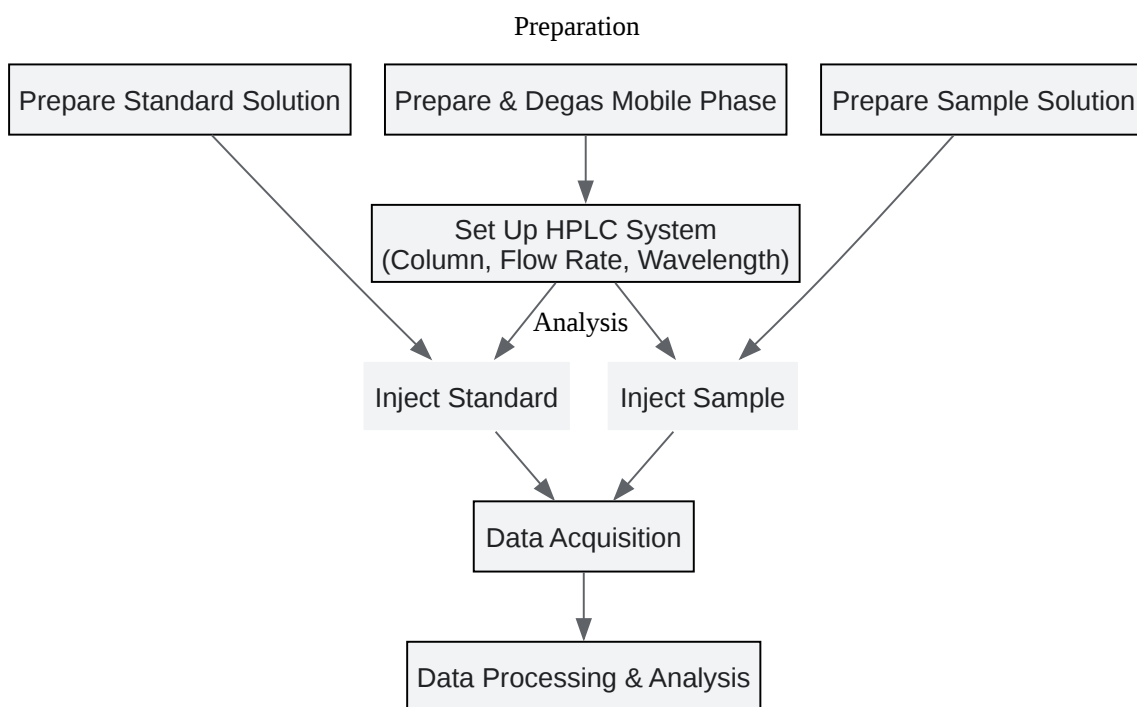 Preparation
Prepare Standard Solution
Prepare & Degas Mobile Phase
Prepare Sample Solution
Set Up HPLC System
(Column, Flow Rate, Wavelength)
Analysis
Inject Standard
Inject Sample
Data Acquisition
Data Processing & Analysis